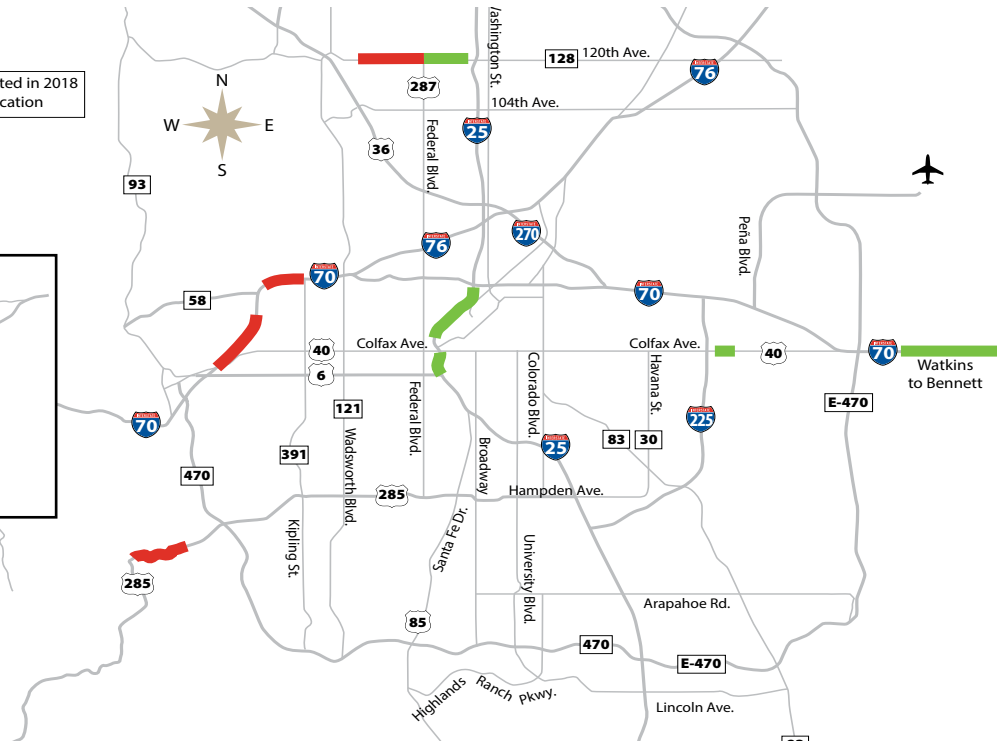 Washington St.
128
120th Ave.
76
287
ted in 2018
cation
N
W
E
S
104th Ave.
25
36
Federal Blvd.
93
Peña Blvd.
270
76
70
70
58
Colfax Ave.
Colfax Ave.
40
40
70
Watkins
to Bennett
6
Federal Blvd.
Colorado Blvd.
Havana St.
121
E-470
70
225
Wadsworth Blvd.
Broadway
25
83
30
391
470
285
Hampden Ave.
Kipling St.
Santa Fe Dr.
University Blvd.
285
Arapahoe Rd.
85
470
E-470
Highlands
Ranch
Pkwy.
Lincoln Ave.